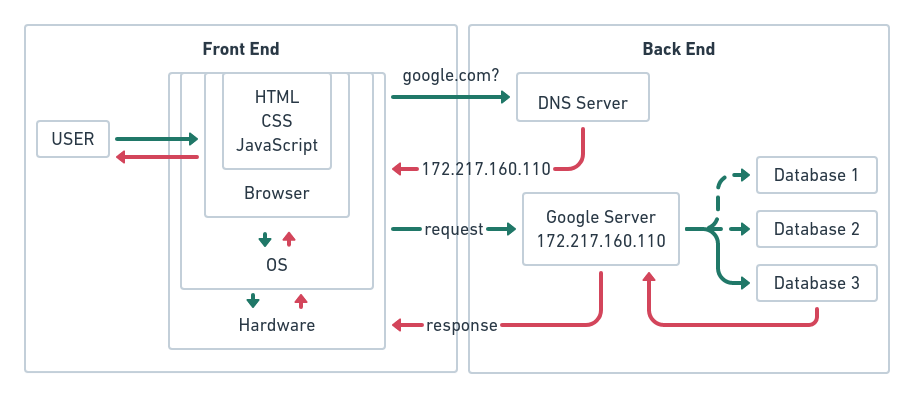 Front End
USER
HTML
CSS
JavaScript
Browser
OS
Hardware
google.com?
172.217.160.110
request
response
Back End
DNS Server
Google Server
172.217.160.110
Database 1
Database 2
Database 3